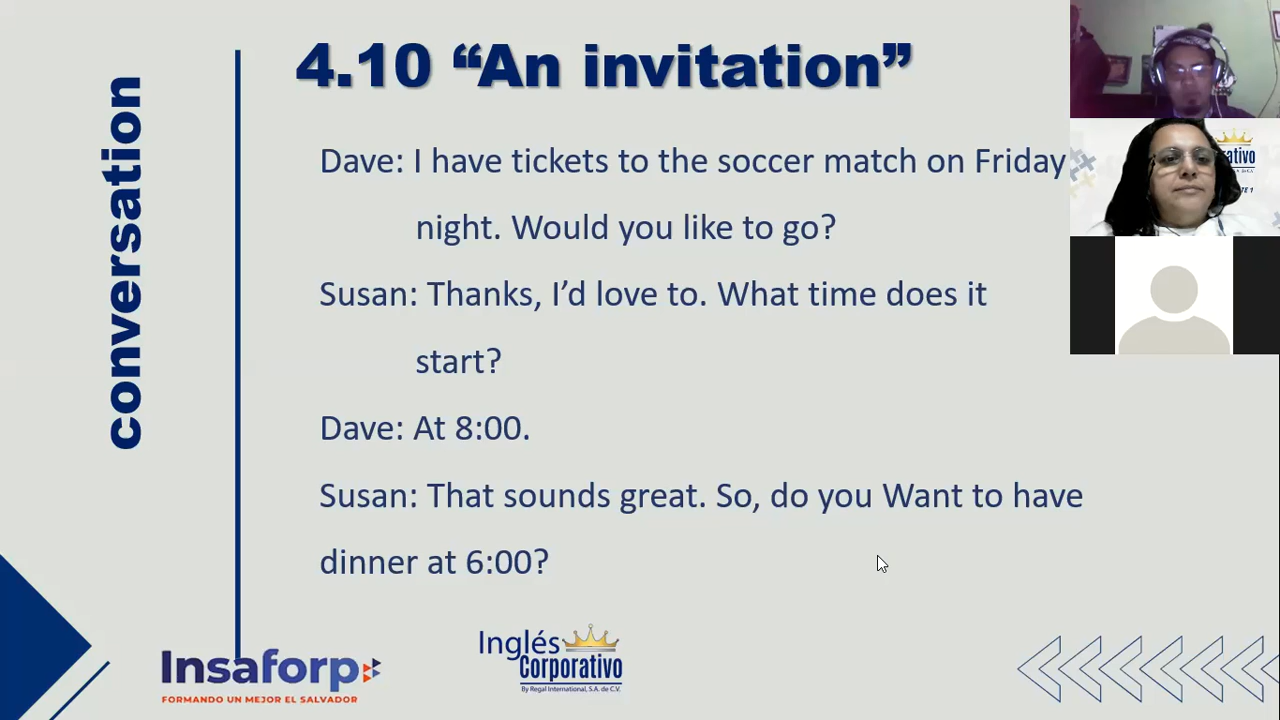 4.10 “An invitation”
conversation
Dave: I have tickets to the soccer match on Friday
night. Would you like to go?
Susan: Thanks, I’d love to. What time does it
start?
Dave: At 8:00.
Susan: That sounds great. So, do you Want to have
dinner at 6:00?
Insaforp
FORMANDO UN MEJOR EL SALVADOR
Inglés
Corporativo
By Regal International, S.A. de C.V.